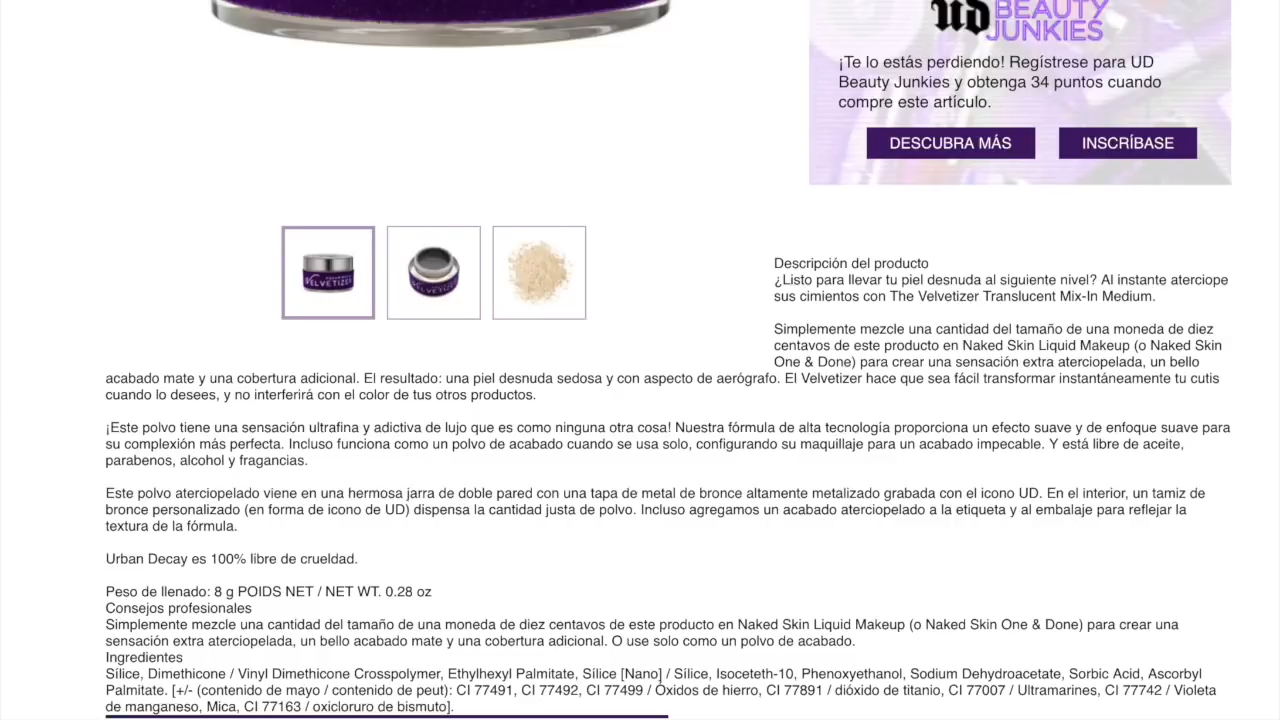 UD BEAUTY
JUNKIES
¡Te lo estás perdiendo! Regístrese para UD
Beauty Junkies y obtenga 34 puntos cuando
compre este artículo.
DESCUBRA MÁS
INSCRÍBASE
VELVETIZER
Descripción del producto
¿Listo para llevar tu piel desnuda al siguiente nivel? Al instante aterciope
sus cimientos con The Velvetizer Translucent Mix-In Medium.
Simplemente mezcle una cantidad del tamaño de una moneda de diez
centavos de este producto en Naked Skin Liquid Makeup (o Naked Skin
One & Done) para crear una sensación extra aterciopelada, un bello
acabado mate y una cobertura adicional. El resultado: una piel desnuda sedosa y con aspecto de aerógrafo. El Velvetizer hace que sea fácil transformar instantáneamente tu cutis
cuando lo desees, y no interferirá con el color de tus otros productos.
¡Este polvo tiene una sensación ultrafina y adictiva de lujo que es como ninguna otra cosa! Nuestra fórmula de alta tecnología proporciona un efecto suave y de enfoque suave para
su complexión más perfecta. Incluso funciona como un polvo de acabado cuando se usa solo, configurando su maquillaje para un acabado impecable. Y está libre de aceite,
parabenos, alcohol y fragancias.
Este polvo aterciopelado viene en una hermosa jarra de doble pared con una tapa de metal de bronce altamente metalizado grabada con el icono UD. En el interior, un tamiz de
bronce personalizado (en forma de icono de UD) dispensa la cantidad justa de polvo. Incluso agregamos un acabado aterciopelado a la etiqueta y al embalaje para reflejar la
textura de la fórmula.
Urban Decay es 100% libre de crueldad.
Peso de llenado: 8 g POIDS NET / NET WT. 0.28 oz
Consejos profesionales
Simplemente mezcle una cantidad del tamaño de una moneda de diez centavos de este producto en Naked Skin Liquid Makeup (o Naked Skin One & Done) para crear una
sensación extra aterciopelada, un bello acabado mate y una cobertura adicional. O use solo como un polvo de acabado.
Ingredientes
Sílice, Dimethicone / Vinyl Dimethicone Crosspolymer, Ethylhexyl Palmitate, Sílice [Nano] / Sílice, Isoceteth-10, Phenoxyethanol, Sodium Dehydroacetate, Sorbic Acid, Ascorbyl
Palmitate. [+/- (contenido de mayo / contenido de peut): CI 77491, CI 77492, CI 77499 / Óxidos de hierro, CI 77891 / dióxido de titanio, CI 77007 / Ultramarines, CI 77742 / Violeta
de manganeso, Mica, CI 77163 / oxicloruro de bismuto].